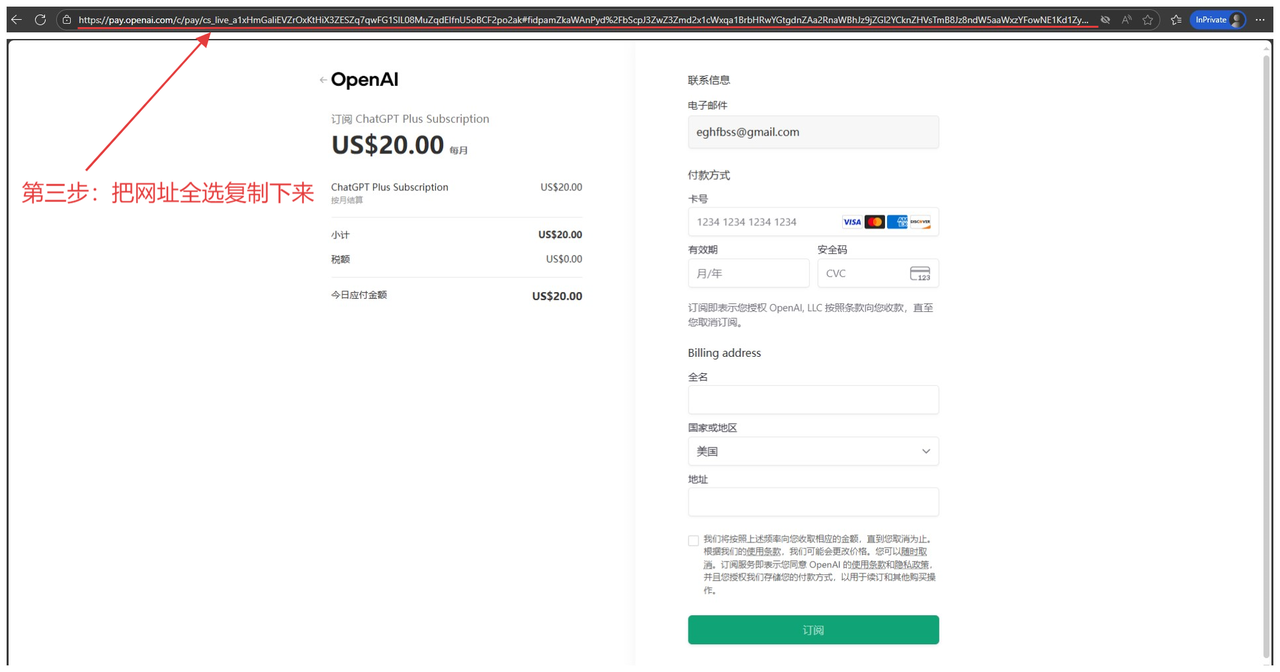 https://pay.openai.com/c/pay/cs_live_a1xHmGaliEVZrOxKtHiX3ZESZq7qwFG1SIL08MuZqdEIfnU5oBCF2po2ak#fidpamZkaWAnPyd%2FbScpJ3ZwZ3Zmd2x1cWxqa1BrbHRwYGtgdnZAa2RnaWBhJz9jZGl2YCknZHVsTmB8Jz8ndW5aaWxzYFowNE1Kd1Zy...
InPrivate
OpenAI
订阅 ChatGPT Plus Subscription
US$20.00 每月
ChatGPT Plus Subscription US$20.00
按月结算
小计 US$20.00
税额 US$0.00
今日应付金额 US$20.00
第三步：把网址全选复制下来
联系信息
电子邮件
eghfbss@gmail.com
付款方式
卡号
1234 1234 1234 1234 VISA AMEX DISCOVER
有效期 安全码
月/年 CVC 123
订阅即表示您授权 OpenAI, LLC 按照条款向您收款，直至
您取消订阅。
Billing address
全名
国家或地区
美国
地址
我们将按照上述频率向您收取相应的金额，直到您取消为止。
根据我们的使用条款，我们可能会更改价格。您可以随时取
消。订阅服务即表示您同意 OpenAI 的使用条款和隐私政策，
并且您授权我们存储您的付款方式，以用于续订和其他购买操
作。
订阅